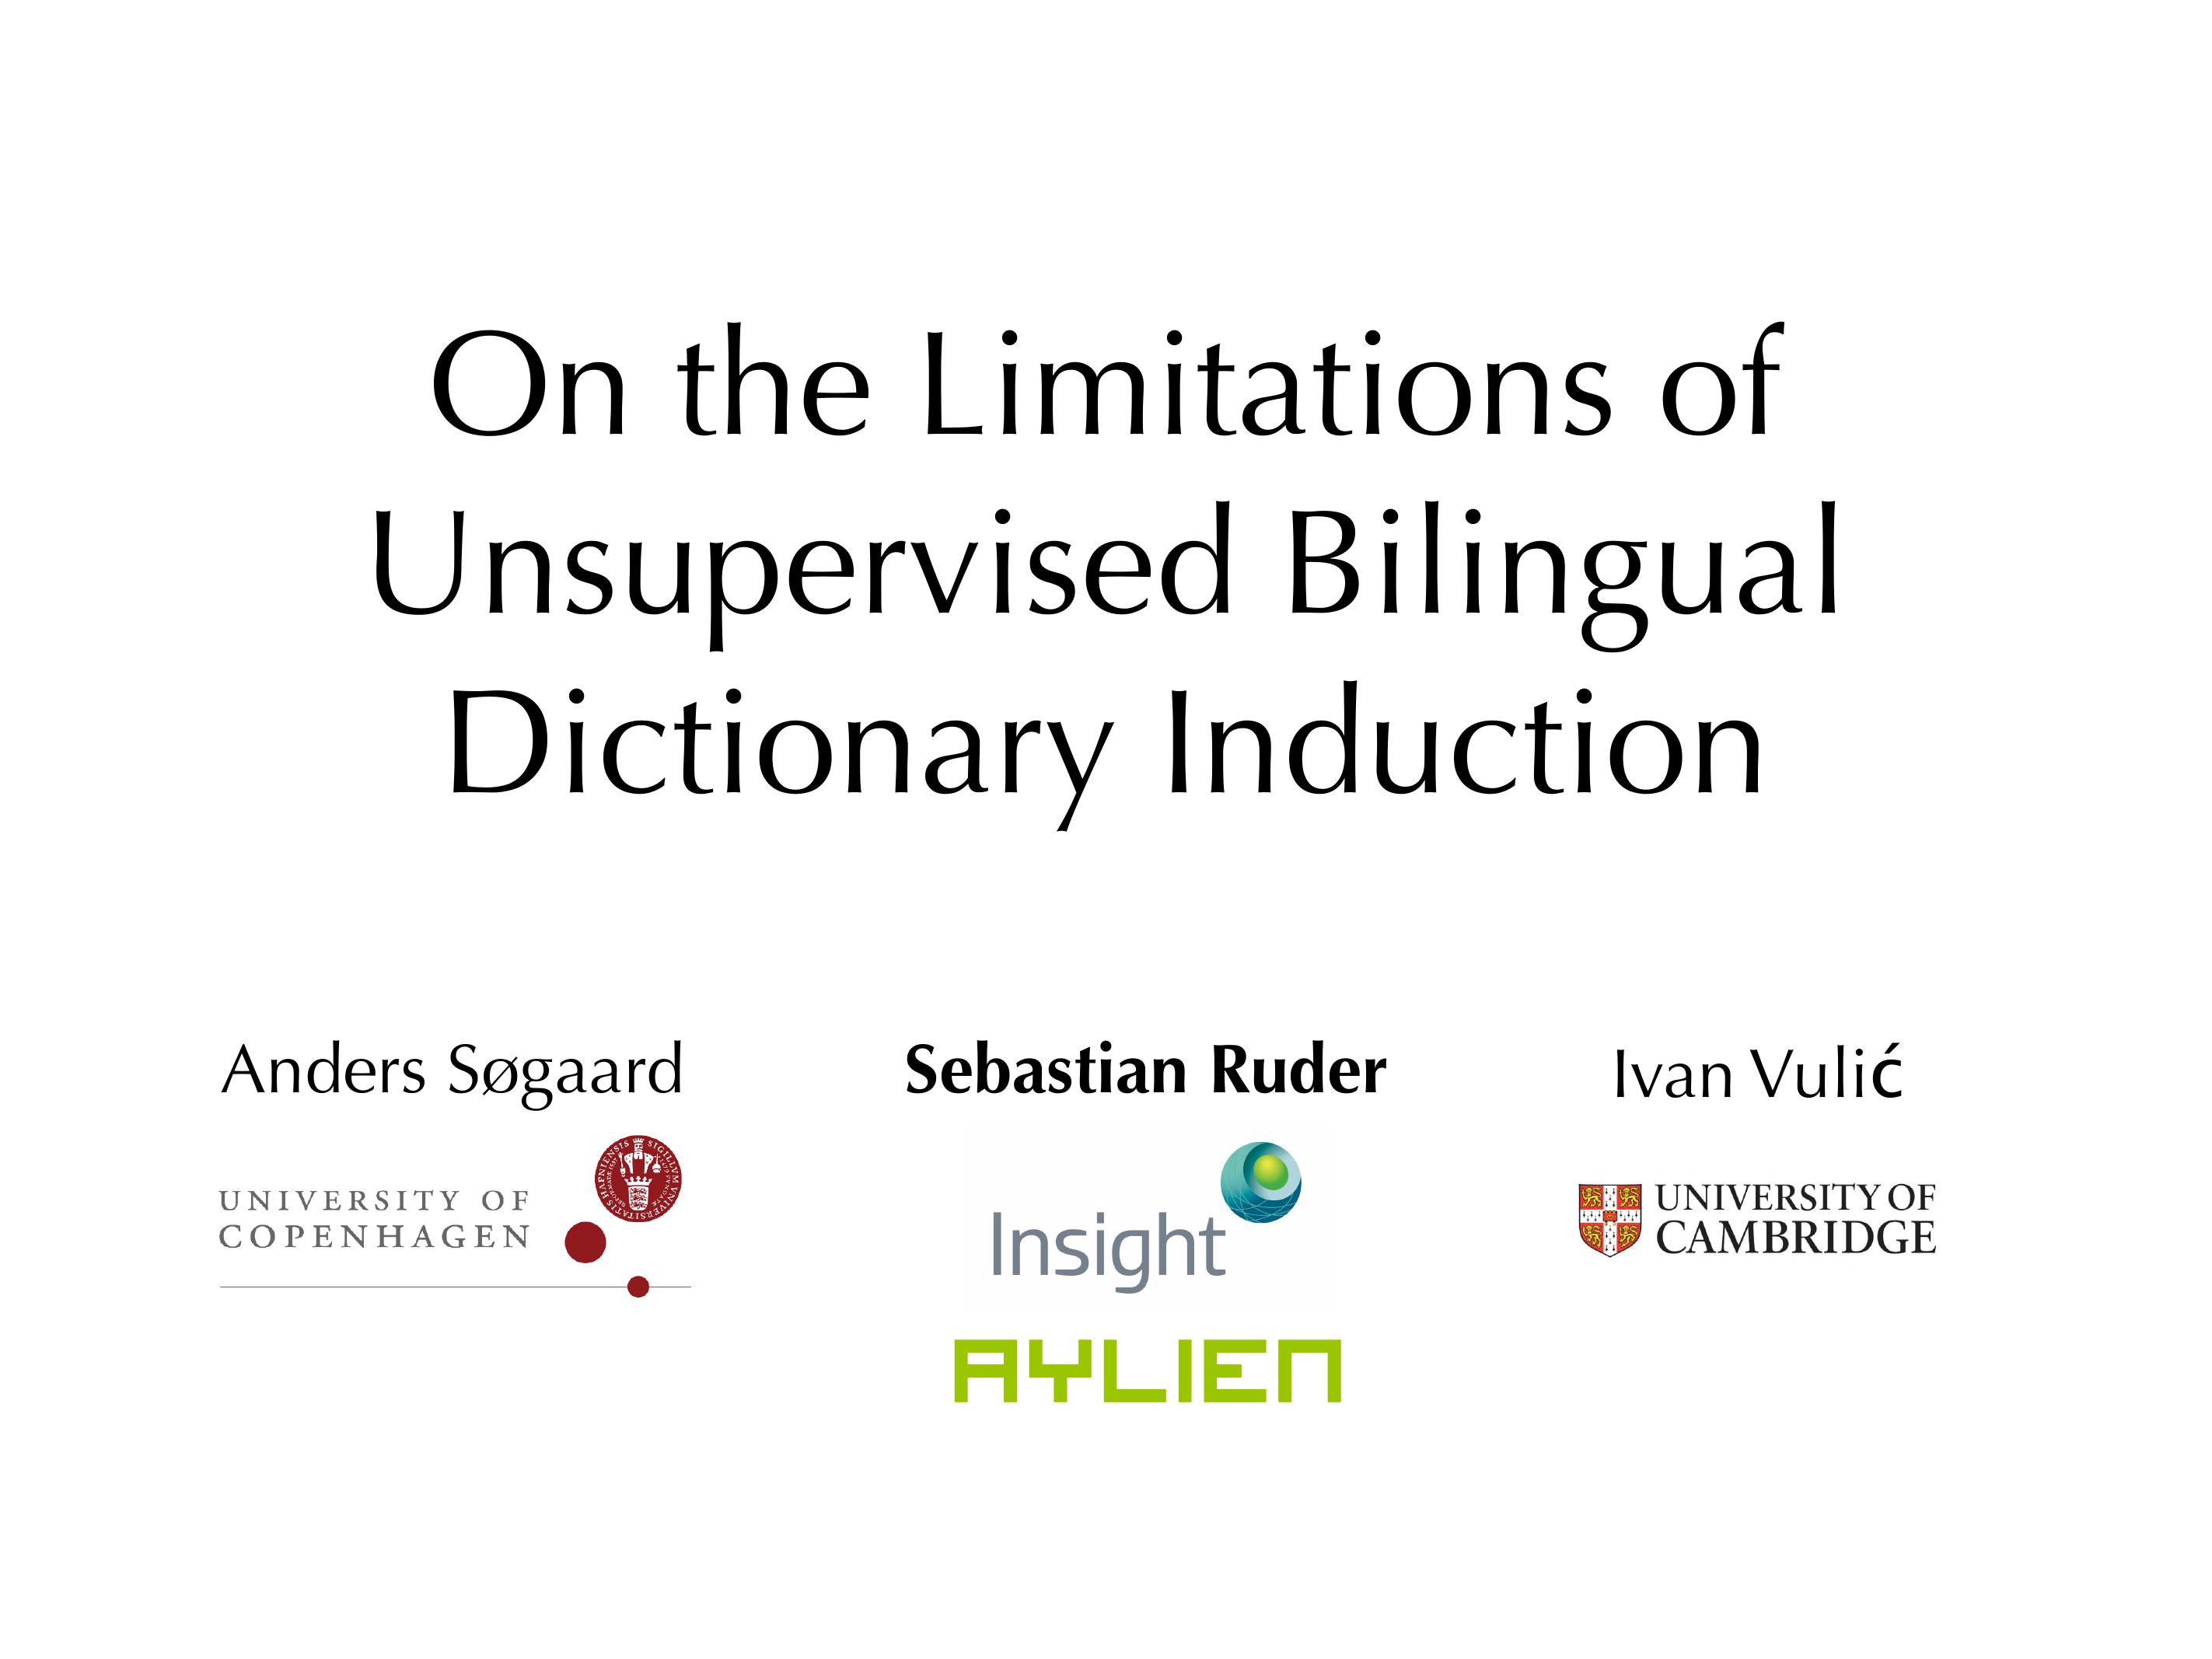 On the Limitations of
Unsupervised Bilingual
Dictionary Induction
Anders Søgaard
Sebastian Ruder
Ivan Vulić
UNIVERSITY OF
COPENHAGEN
Insight
AYLIEN
UNIVERSITY OF
CAMBRIDGE